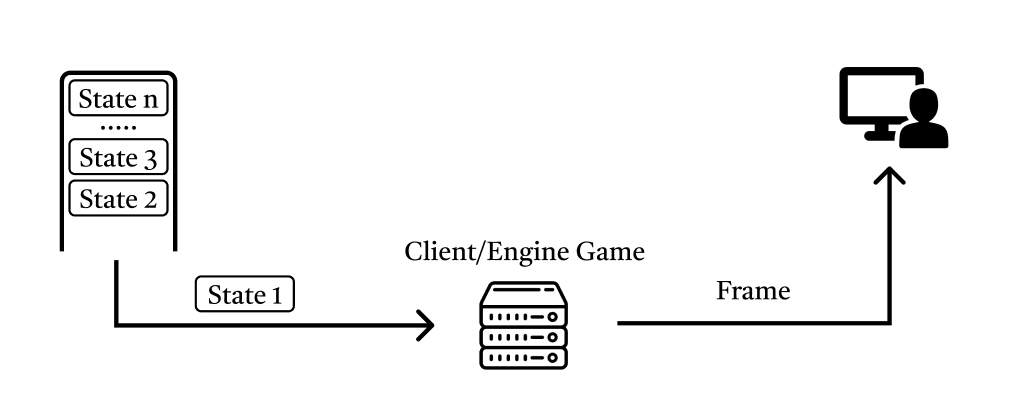 State n
.....
State 3
State 2
State 1
Client/Engine Game
Frame